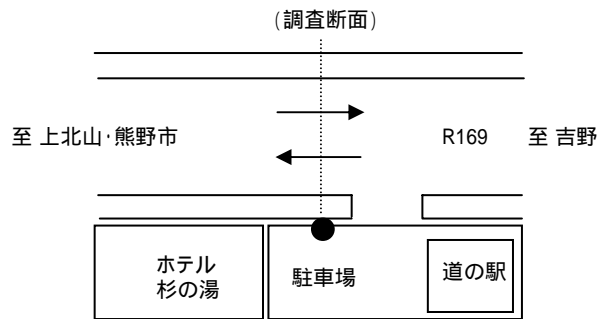 (調査断面)
至 上北山・熊野市
R169
至 吉野
ホテル
杉の湯
駐車場
道の駅